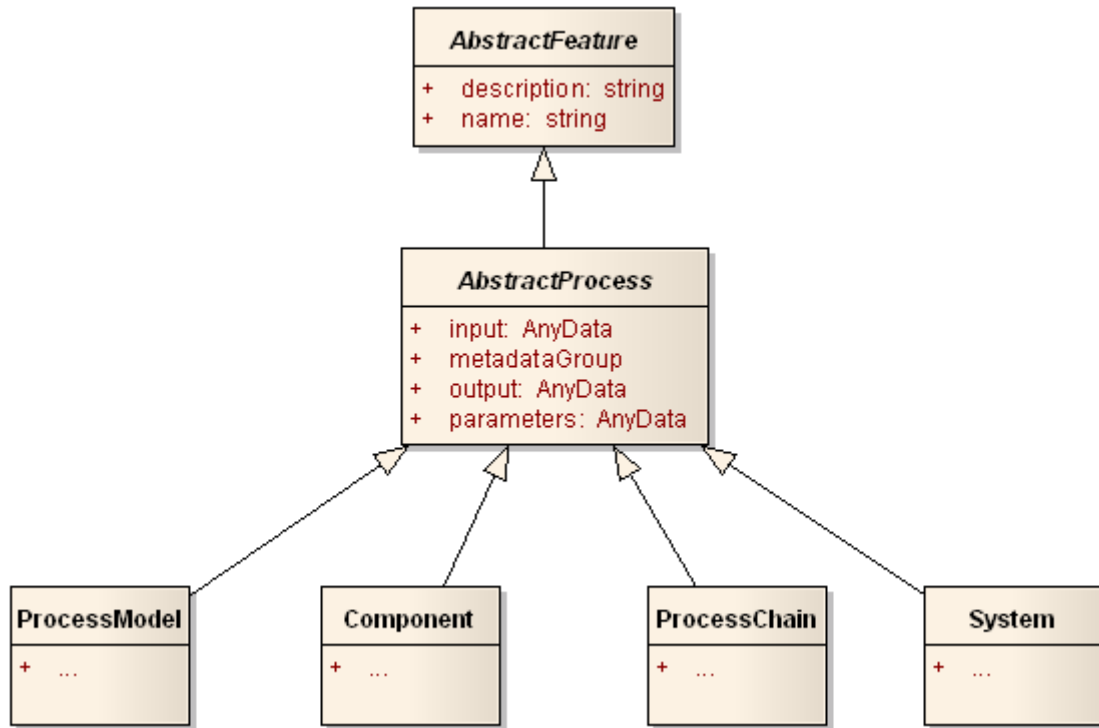 AbstractFeature
+ description: string
+ name: string
AbstractProcess
+ input: AnyData
+ metadataGroup
+ output: AnyData
+ parameters: AnyData
ProcessModel
+ ...
Component
+ ...
ProcessChain
+ ...
System
+ ...